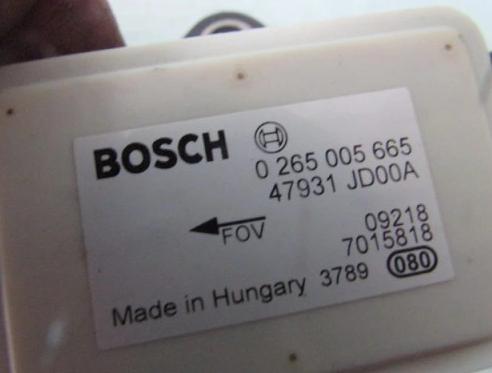 BOSCH
0 265 005 665
47931 JD00A
FOV
09218
7015818
Made in Hungary 3789 080